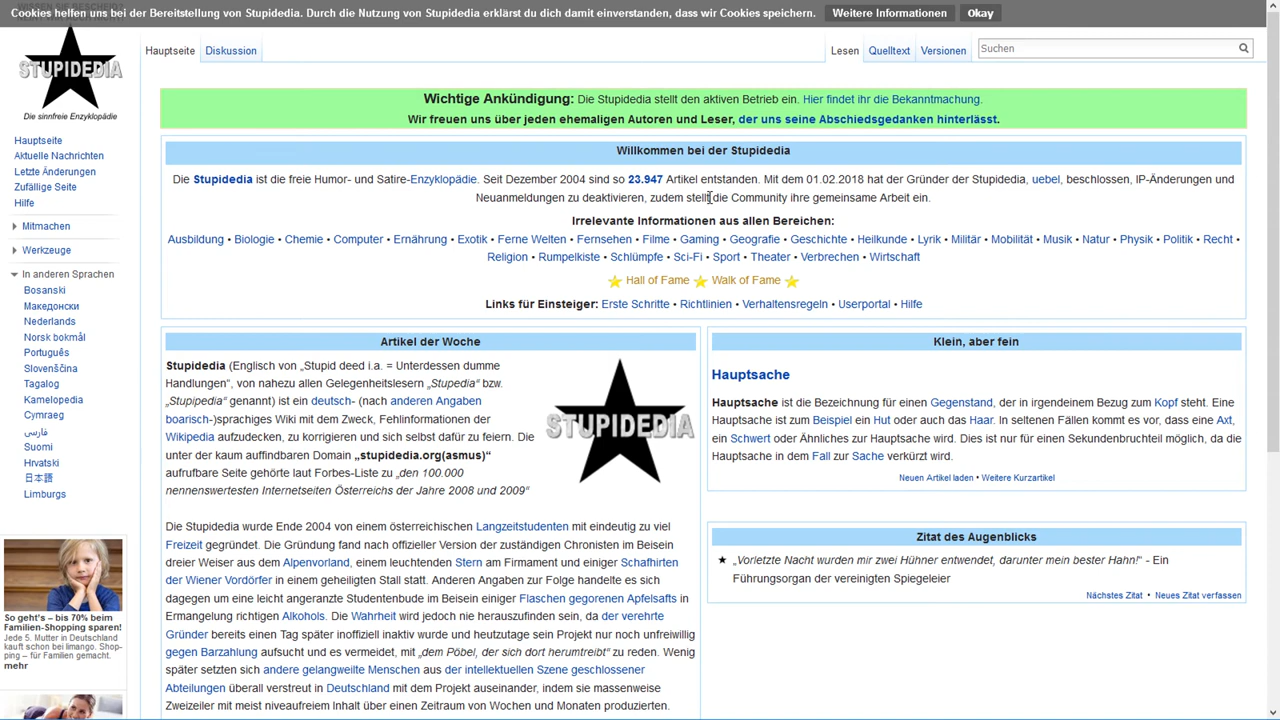 Cookies helfen uns bei der Bereitstellung von Stupidedia. Durch die Nutzung von Stupidedia erklärst du dich damit einverstanden, dass wir Cookies speichern. Weitere Informationen Okay
STUPIDEDIA
Die sinnfreie Enzyklopädie
Hauptseite Diskussion Lesen Quelltext Versionen Suchen
Hauptseite
Aktuelle Nachrichten
Letzte Änderungen
Zufällige Seite
Hilfe
Mitmachen
Werkzeuge
In anderen Sprachen
Bosanski
Македонски
Nederlands
Norsk bokmål
Português
Slovenščina
Tagalog
Kamelopedia
Cymraeg
فارسی
Suomi
Hrvatski
日本語
Limburgs
So geht's – bis 70% beim
Familien-Shopping sparen!
Jede 5. Mutter in Deutschland
kauft schon bei limango. Shop-
ping – für Familien gemacht.
mehr
Wichtige Ankündigung: Die Stupidedia stellt den aktiven Betrieb ein. Hier findet ihr die Bekanntmachung.
Wir freuen uns über jeden ehemaligen Autoren und Leser, der uns seine Abschiedsgedanken hinterlässt.
Willkommen bei der Stupidedia
Die Stupidedia ist die freie Humor- und Satire-Enzyklopädie. Seit Dezember 2004 sind so 23.947 Artikel entstanden. Mit dem 01.02.2018 hat der Gründer der Stupidedia, uebel, beschlossen, IP-Änderungen und
Neuanmeldungen zu deaktivieren, zudem stellt die Community ihre gemeinsame Arbeit ein.
Irrelevante Informationen aus allen Bereichen:
Ausbildung • Biologie • Chemie • Computer • Ernährung • Exotik • Ferne Welten • Fernsehen • Filme • Gaming • Geografie • Geschichte • Heilkunde • Lyrik • Militär • Mobilität • Musik • Natur • Physik • Politik • Recht •
Religion • Rumpelkiste • Schlümpfe • Sci-Fi • Sport • Theater • Verbrechen • Wirtschaft
Hall of Fame Walk of Fame
Links für Einsteiger: Erste Schritte • Richtlinien • Verhaltensregeln • Userportal • Hilfe
Artikel der Woche
Stupidedia (Englisch von „Stupid deed i.a. = Unterdessen dumme
Handlungen“, von nahezu allen Gelegenheitslesern „Stupedia“ bzw.
„Stupipedia“ genannt) ist ein deutsch- (nach anderen Angaben
boarisch-)sprachiges Wiki mit dem Zweck, Fehlinformationen der
Wikipedia aufzudecken, zu korrigieren und sich selbst dafür zu feiern. Die
unter der kaum auffindbaren Domain „stupidedia.org(asmus)“
aufrufbare Seite gehörte laut Forbes-Liste zu „den 100.000
nennenswertesten Internetseiten Österreichs der Jahre 2008 und 2009“
STUPIDEDIA
Die Stupidedia wurde Ende 2004 von einem österreichischen Langzeitstudenten mit eindeutig zu viel
Freizeit gegründet. Die Gründung fand nach offizieller Version der zuständigen Chronisten im Beisein
dreier Weiser aus dem Alpenvorland, einem leuchtenden Stern am Firmament und einiger Schafhirten
der Wiener Vordörfer in einem geheiligten Stall statt. Anderen Angaben zur Folge handelte es sich
dagegen um eine leicht angeranzte Studentenbude im Beisein einiger Flaschen gegorenen Apfelsafts in
Ermangelung richtigen Alkohols. Die Wahrheit wird jedoch nie herauszufinden sein, da der verehrte
Gründer bereits einen Tag später inoffiziell inaktiv wurde und heutzutage sein Projekt nur noch unfreiwillig
gegen Barzahlung aufsucht und es vermeidet, mit „dem Pöbel, der sich dort herumtreibt“ zu reden. Wenig
später setzten sich andere gelangweilte Menschen aus der intellektuellen Szene geschlossener
Abteilungen überall verstreut in Deutschland mit dem Projekt auseinander, indem sie massenweise
Zweizeiler mit meist niveaufreiem Inhalt über einen Zeitraum von Wochen und Monaten produzierten.
Klein, aber fein
Hauptsache
Hauptsache ist die Bezeichnung für einen Gegenstand, der in irgendeinem Bezug zum Kopf steht. Eine
Hauptsache ist zum Beispiel ein Hut oder auch das Haar. In seltenen Fällen kommt es vor, dass eine Axt,
ein Schwert oder Ähnliches zur Hauptsache wird. Dies ist nur für einen Sekundenbruchteil möglich, da die
Hauptsache in dem Fall zur Sache verkürzt wird.
Neuen Artikel laden • Weitere Kurzartikel
Zitat des Augenblicks
★ „Vorletzte Nacht wurden mir zwei Hühner entwendet, darunter mein bester Hahn!“ - Ein
Führungsorgan der vereinigten Spiegeleier
Nächstes Zitat • Neues Zitat verfassen